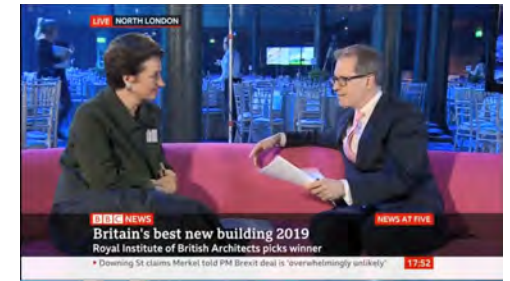 LIVE NORTH LONDON
BBC NEWS
NEWS AT FIVE
Britain's best new building 2019
Royal Institute of British Architects picks winner
• Downing St claims Merkel told PM Brexit deal is 'overwhelmingly unlikely' 17:52